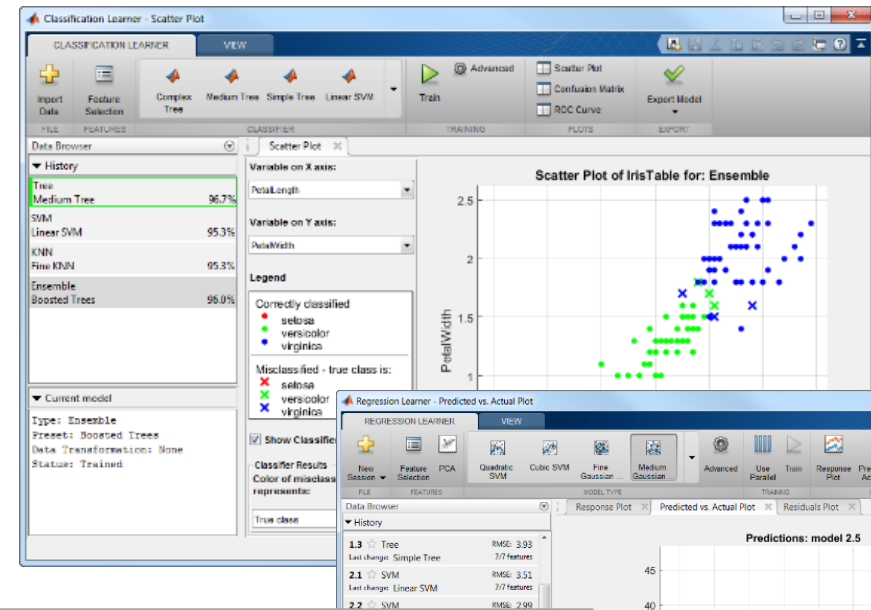 Classification Learner - Scatter Plot
CLASSIFICATION LEARNER VIEW
Import Data
Feature Selection
Complex Tree
Medium Tree
Simple Tree
Linear SVM
Train
Advanced
Scatter Plot
Confusion Matrix
ROC Curve
Export Model
FILE FEATURES CLASSIFIER TRAINING PLOTS EXPORT
Data Browser
History
Tree
Medium Tree 96.7%
SVM
Linear SVM 95.3%
KNN
Fine KNN 95.3%
Ensemble
Boosted Trees 96.0%
Current model
Type: Ensemble
Preset: Boosted Trees
Data Transformation: None
Status: Trained
Scatter Plot
Variable on X axis:
PetalLength
Variable on Y axis:
PetalWidth
Legend
Correctly classified
setosa
versicolor
virginica
Misclassified - true class is:
setosa
versicolor
virginica
Show Classifie
Classifier Results
Color of misclass
represents:
True class
Scatter Plot of IrisTable for: Ensemble
2.5
2
1.5
1
PetalWidth
Regression Learner - Predicted vs. Actual Plot
REGRESSION LEARNER VIEW
New Session
Feature Selection
PCA
Quadratic SVM
Cubic SVM
Fine Gaussian ...
Medium Gaussian ...
Advanced
Use Parallel
Train
Response Plot
Pre
Ac
FILE FEATURES MODEL TYPE TRAINING
Data Browser
History
1.3 Tree RMSE: 3.93
Last change: Simple Tree 7/7 features
2.1 SVM RMSE: 3.51
Last change: Linear SVM 7/7 features
2.2 SVM RMSE: 2.99
Response Plot
Predicted vs. Actual Plot
Residuals Plot
Predictions: model 2.5
45
40